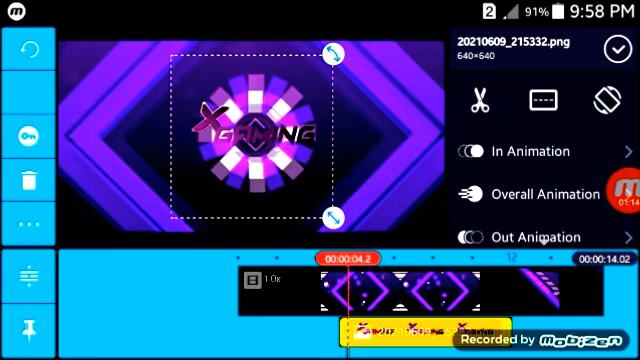 2 91% 9:58 PM
20210609_215332.png
640×640
X GAMING
In Animation
Overall Animation
01:14
Out Animation
00:00:04.2
12
00:00:14.02
1.0x
Recorded by mobizen